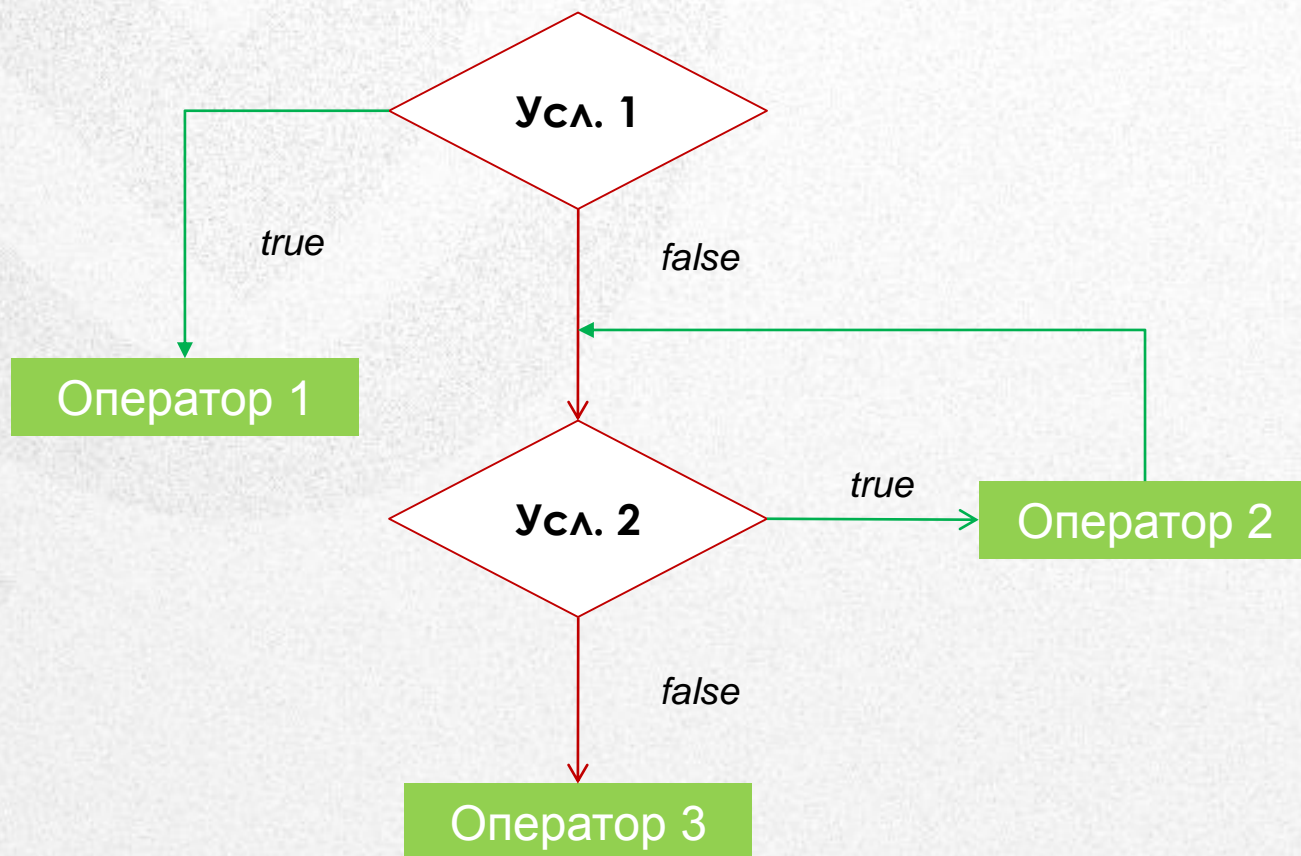 Усл. 1
true
false
Оператор 1
Усл. 2
true
Оператор 2
false
Оператор 3